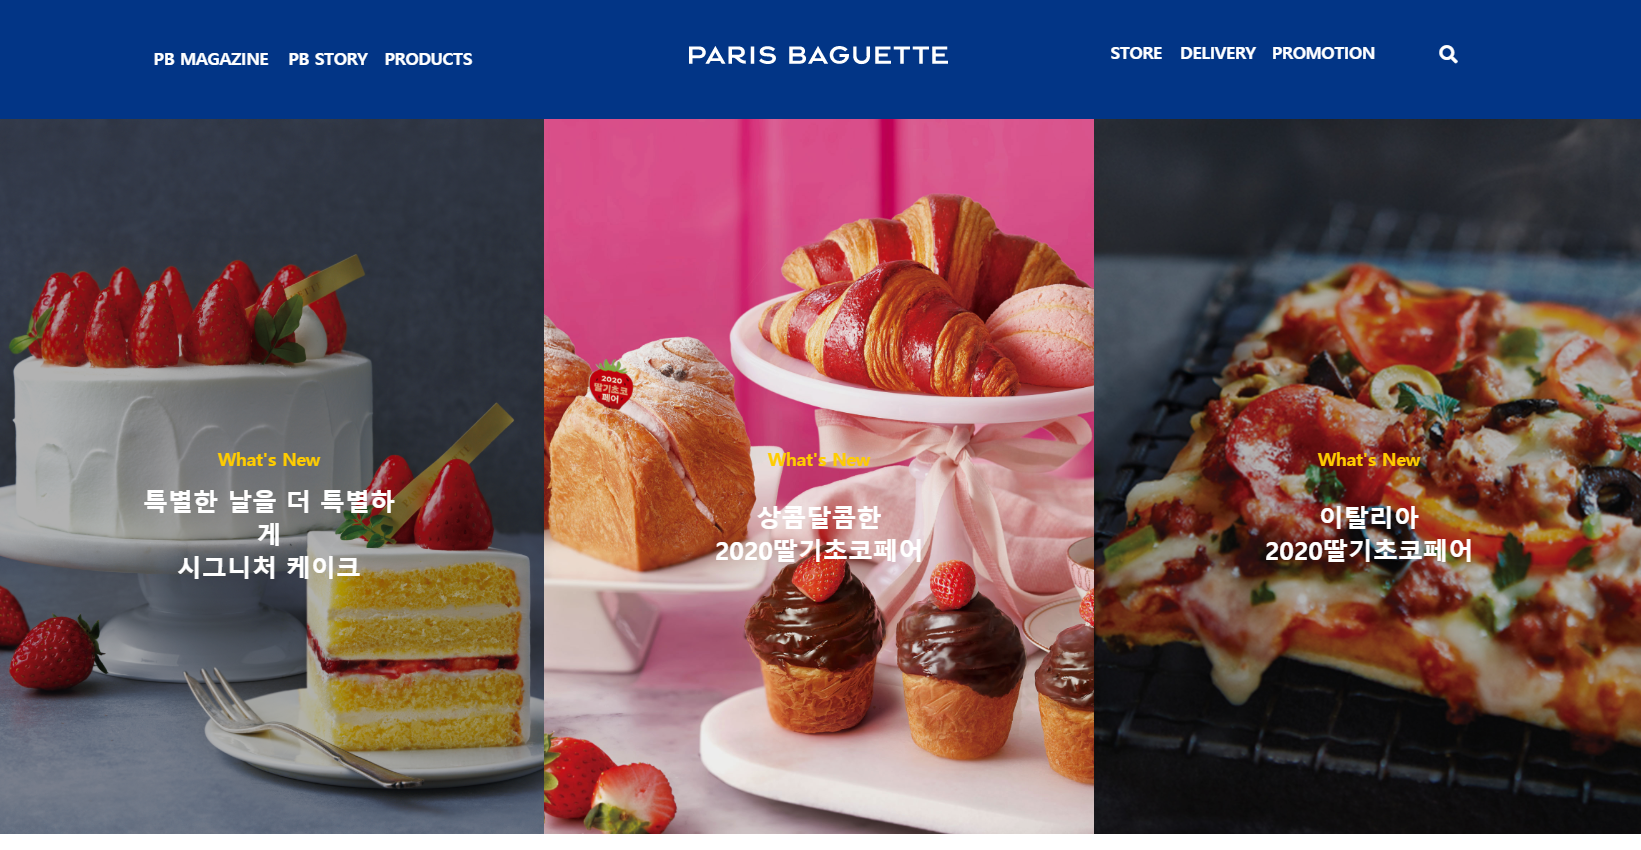 PB MAGAZINE PB STORY PRODUCTS
PARIS BAGUETTE
STORE DELIVERY PROMOTION
What's New
특별한 날을 더 특별하
게
시그니처 케이크
2020
딸기초코
페어
What's New
상콤달콤한
2020딸기초코페어
What's New
이탈리아
2020딸기초코페어